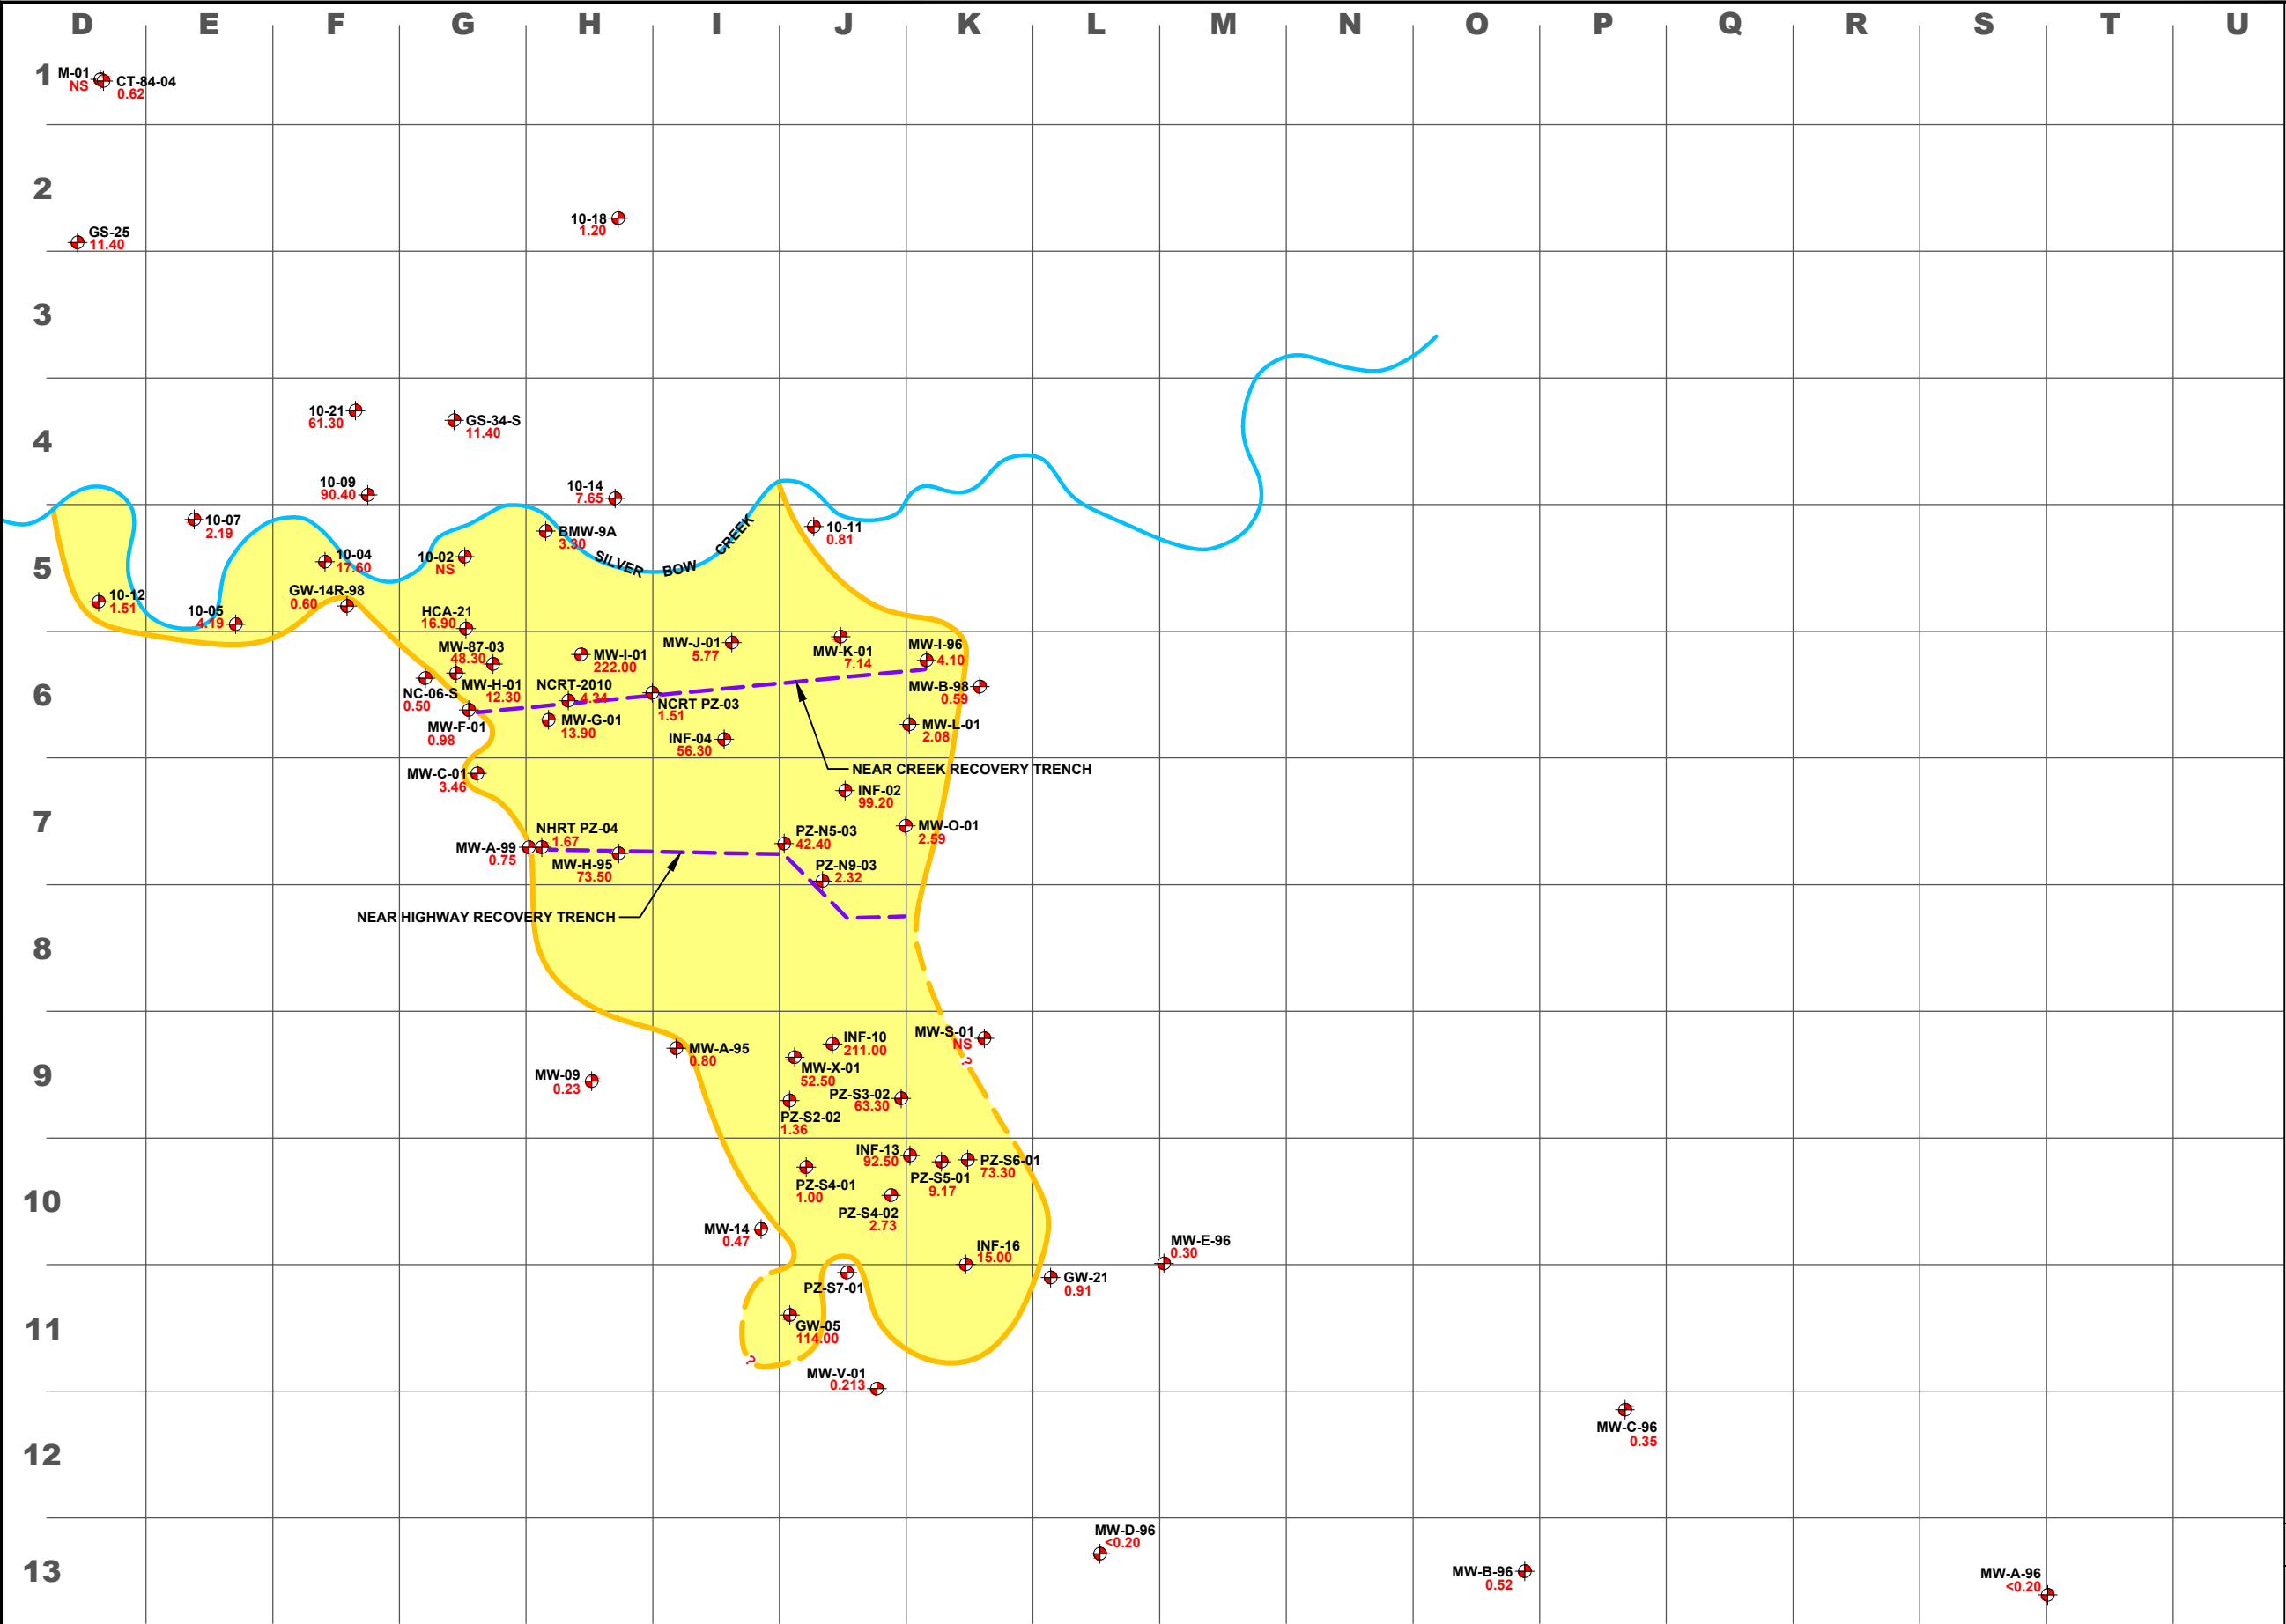 D E F G H I J K L M N O P Q R S T U
1
M-01
NS
CT-84-04
0.62
2
10-18
1.20
GS-25
11.40
3
4
10-21
61.30
GS-34-S
11.40
10-09
90.40
10-14
7.65
5
10-07
2.19
BMW-9A
3.30
SILVER BOW CREEK
10-11
0.81
10-04
17.60
10-02
NS
10-12
1.51
GW-14R-98
0.60
10-05
4.19
HCA-21
16.90
6
MW-87-03
48.30
MW-I-01
222.00
MW-J-01
5.77
MW-K-01
7.14
MW-I-96
4.10
MW-H-01
12.30
NC-06-S
0.50
NCRT-2010
4.34
NCRT PZ-03
1.51
MW-B-98
0.59
MW-F-01
0.98
MW-G-01
13.90
INF-04
56.30
MW-L-01
2.08
NEAR CREEK RECOVERY TRENCH
7
MW-C-01
3.46
INF-02
99.20
MW-O-01
2.59
NHRT PZ-04
1.67
PZ-N5-03
42.40
MW-A-99
0.75
MW-H-95
73.50
PZ-N9-03
2.32
NEAR HIGHWAY RECOVERY TRENCH
8
9
MW-S-01
NS
?
INF-10
211.00
MW-A-95
0.80
MW-X-01
52.50
MW-09
0.23
PZ-S3-02
63.30
PZ-S2-02
1.36
10
INF-13
92.50
PZ-S6-01
73.30
PZ-S5-01
9.17
PZ-S4-01
1.00
PZ-S4-02
2.73
MW-14
0.47
INF-16
15.00
MW-E-96
0.30
11
GW-21
0.91
PZ-S7-01
GW-05
114.00
?
MW-V-01
0.213
12
MW-C-96
0.35
13
MW-D-96
<0.20
MW-B-96
0.52
MW-A-96
<0.20